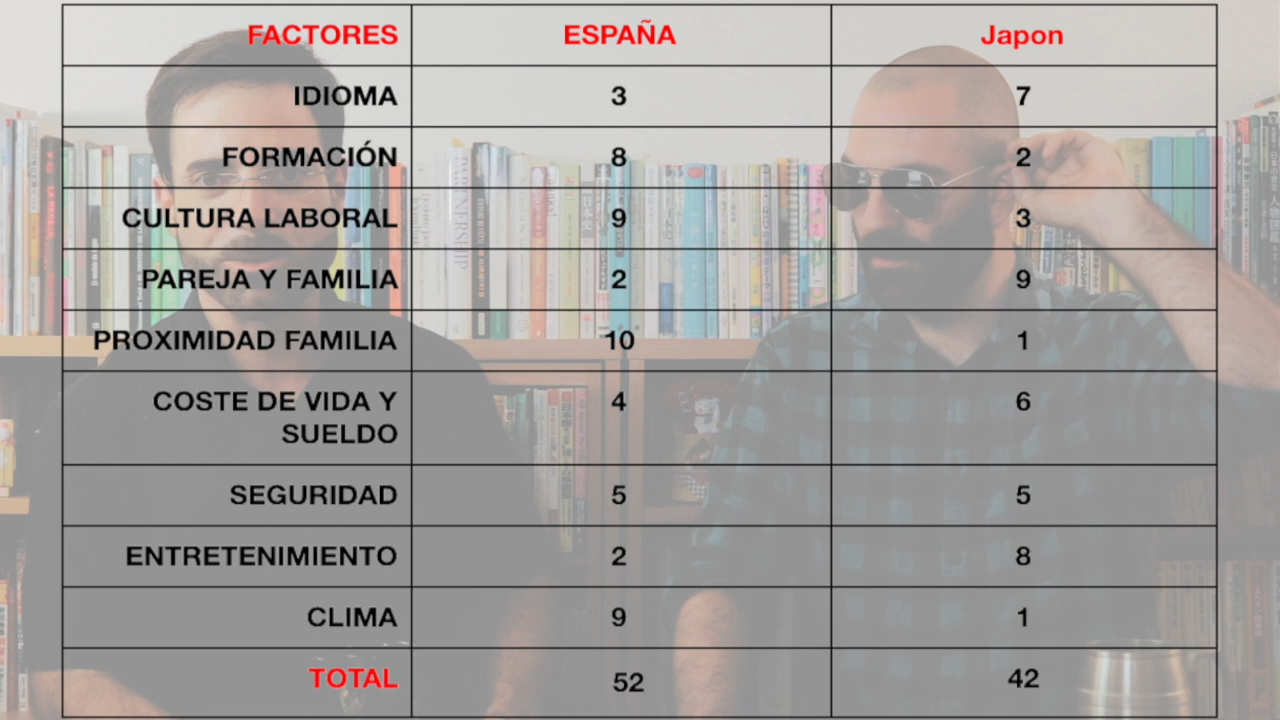 FACTORES ESPAÑA Japon
IDIOMA 3 7
FORMACIÓN 8 2
CULTURA LABORAL 9 3
PAREJA Y FAMILIA 2 9
PROXIMIDAD FAMILIA 10 1
COSTE DE VIDA Y 4 6
SUELDO
SEGURIDAD 5 5
ENTRETENIMIENTO 2 8
CLIMA 9 1
TOTAL 52 42